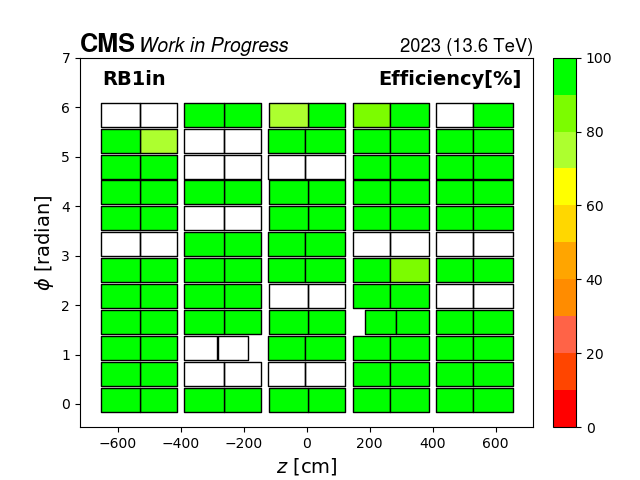 CMS Work in Progress 2023 (13.6 TeV)
RB1in Efficiency[%]
7
6
5
4
3
2
1
0
ϕ [radian]
−600 −400 −200 0 200 400 600
z [cm]
100
80
60
40
20
0